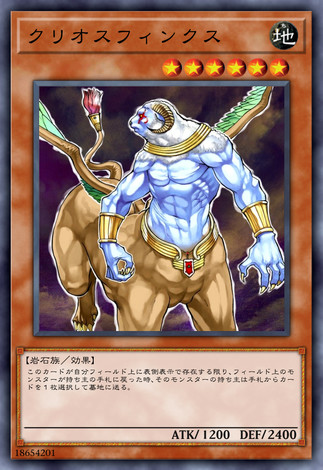 クリオスフィンクス
地
【岩石族／効果】
このカードが自分フィールド上に表側表示で存在する限り、フィールド上のモ
ンスターが持ち主の手札に戻った時、そのモンスターの持ち主は手札からカー
ドを1枚選択して墓地に送る。
ATK/1200 DEF/2400
18654201